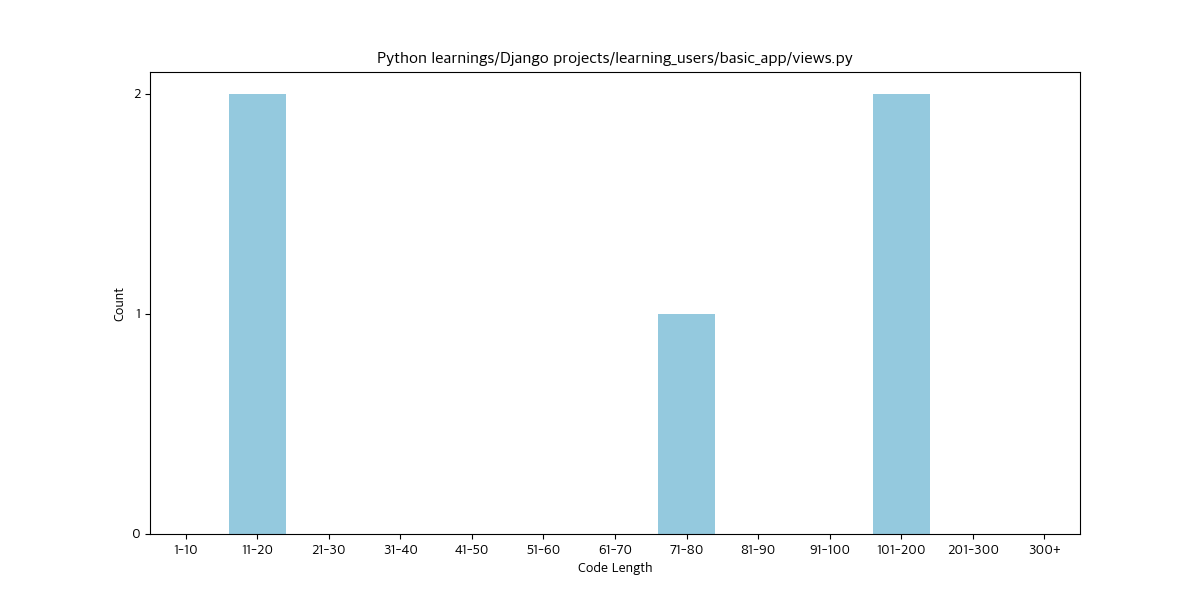 Python learnings/Django projects/learning_users/basic_app/views.py
Count
2
1
0
1-10 11-20 21-30 31-40 41-50 51-60 61-70 71-80 81-90 91-100 101-200 201-300 300+
Code Length